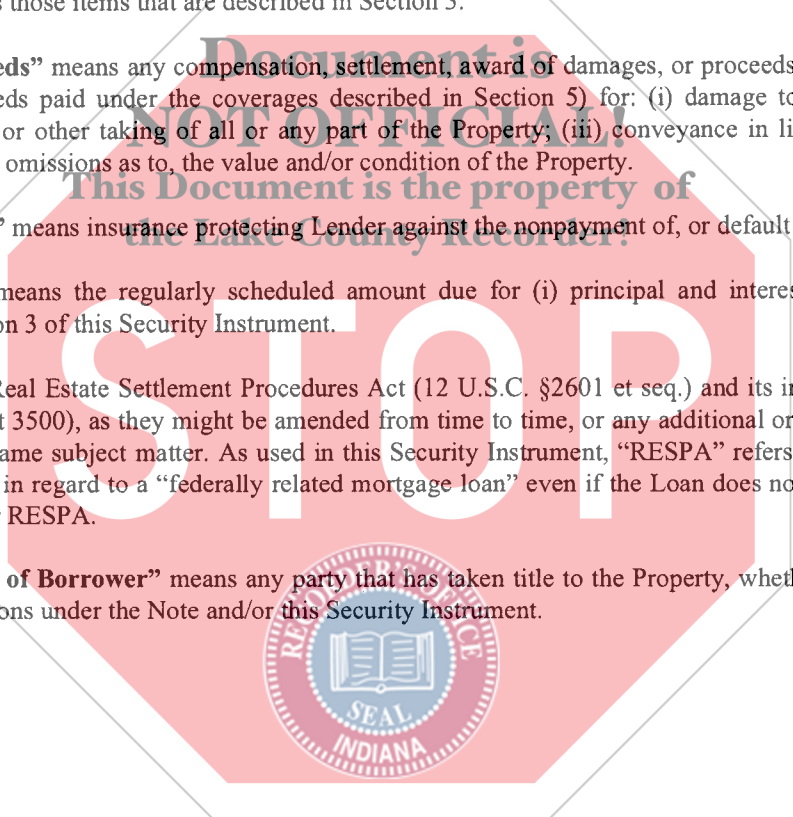 s those items that are described in Section 3.
Document is
eds” means any compensation, settlement, award of damages, or proceeds
eds paid under the coverages described in Section 5) for: (i) damage to
NOT OFFICIAL!
or other taking of all or any part of the Property; (iii) conveyance in li
omissions as to, the value and/or condition of the Property.
This Document is the property of
” means insurance protecting Lender against the nonpayment of, or default
the Lake County Recorder!
means the regularly scheduled amount due for (i) principal and interes
on 3 of this Security Instrument.
STOP
Real Estate Settlement Procedures Act (12 U.S.C. §2601 et seq.) and its i
t 3500), as they might be amended from time to time, or any additional or
ame subject matter. As used in this Security Instrument, “RESPA” refers
in regard to a “federally related mortgage loan” even if the Loan does no
RESPA.
of Borrower” means any party that has taken title to the Property, wheth
ons under the Note and/or this Security Instrument.
RECORDER'S OFFICE
SEAL
INDIANA